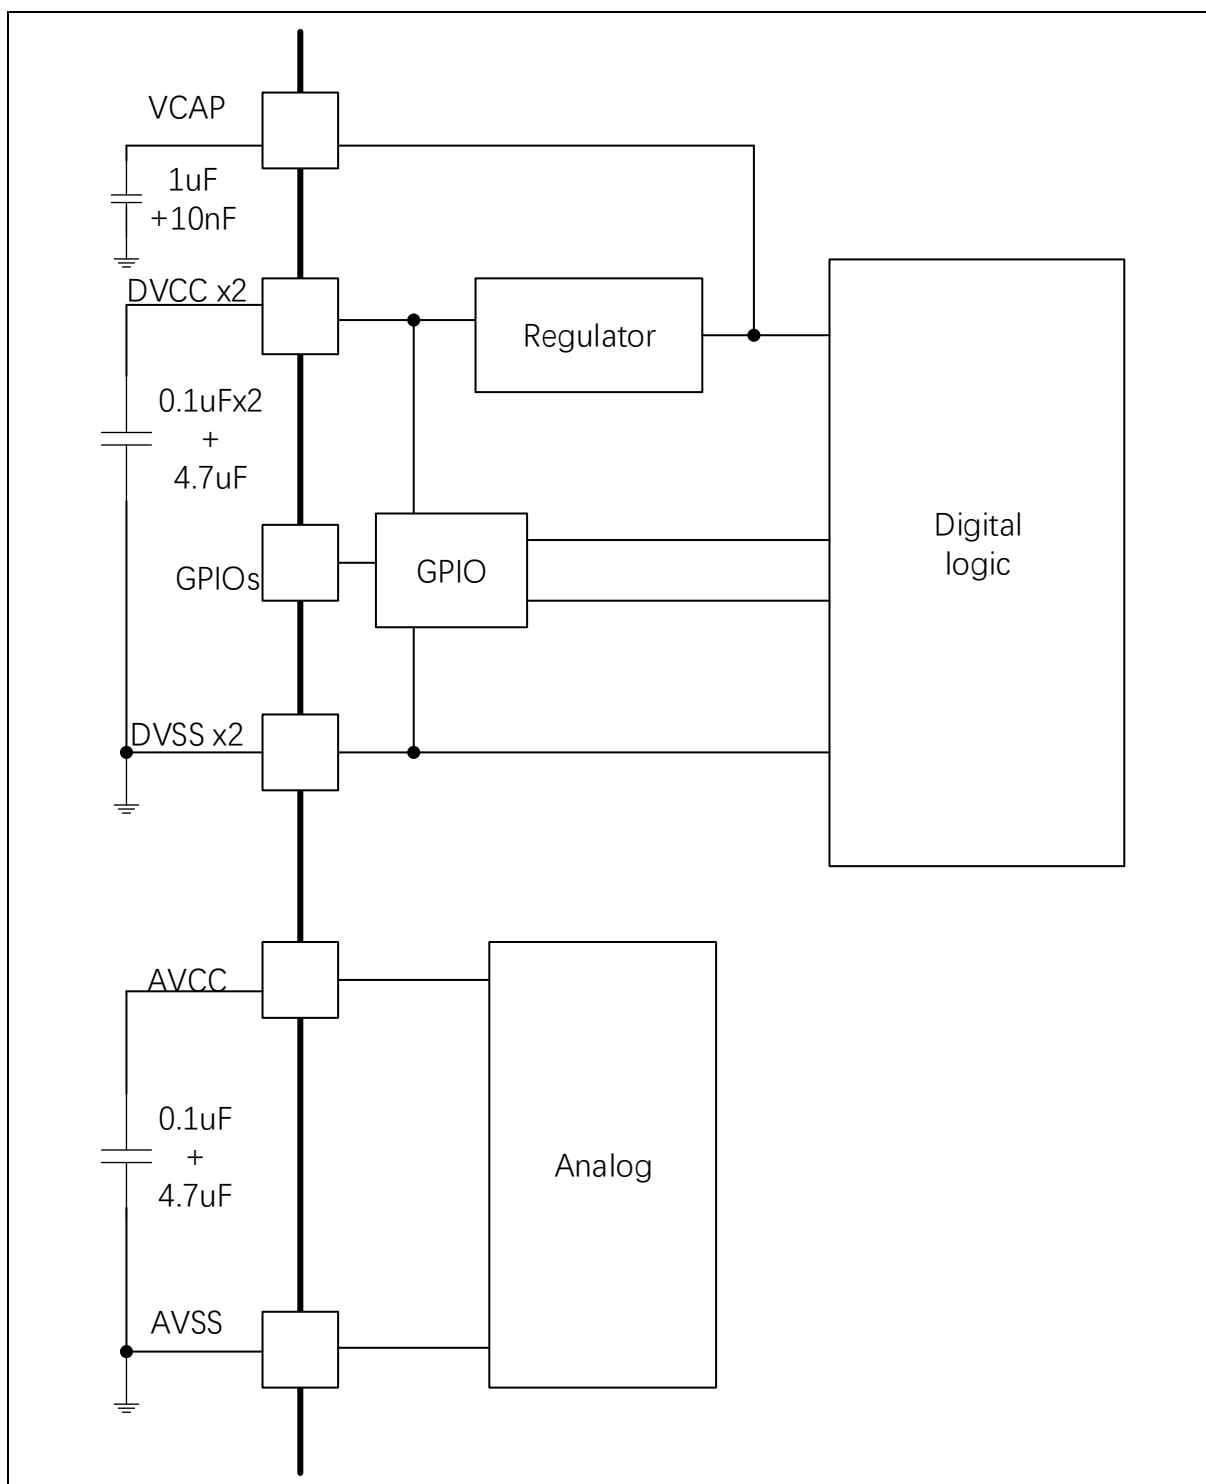 VCAP
1uF
+10nF
DVCC x2
Regulator
0.1uFx2
+
4.7uF
Digital
logic
GPIOs
GPIO
DVSS x2
AVCC
0.1uF
+
4.7uF
Analog
AVSS